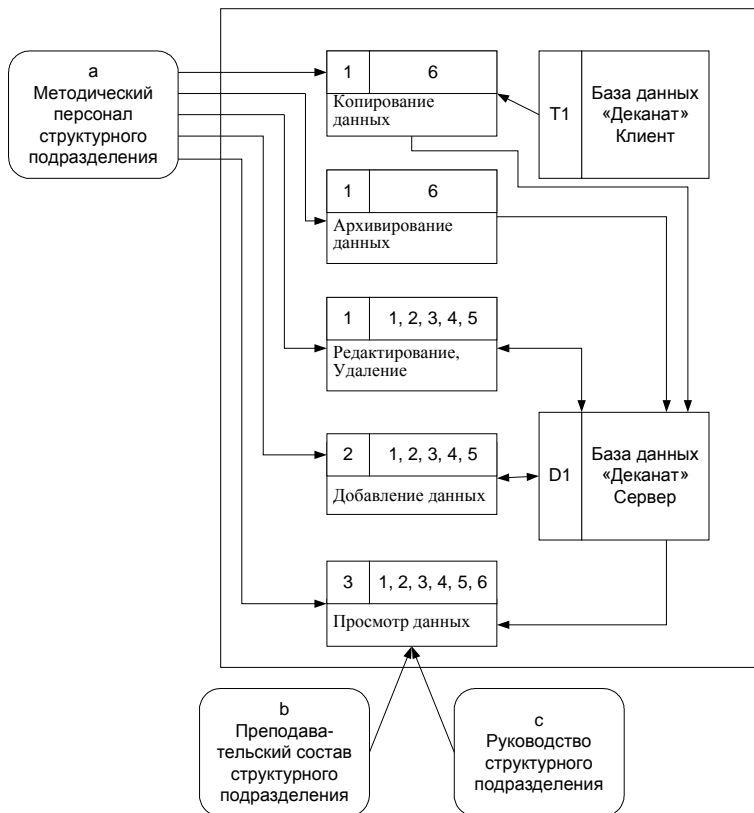 a
Методический
персонал
структурного
подразделения
1 6
Копирование
данных
T1
База данных
«Деканат»
Клиент
1 6
Архивирование
данных
1 1, 2, 3, 4, 5
Редактирование,
Удаление
2 1, 2, 3, 4, 5
Добавление данных
D1
База данных
«Деканат»
Сервер
3 1, 2, 3, 4, 5, 6
Просмотр данных
b
Преподава-
тельский состав
структурного
подразделения
c
Руководство
структурного
подразделения